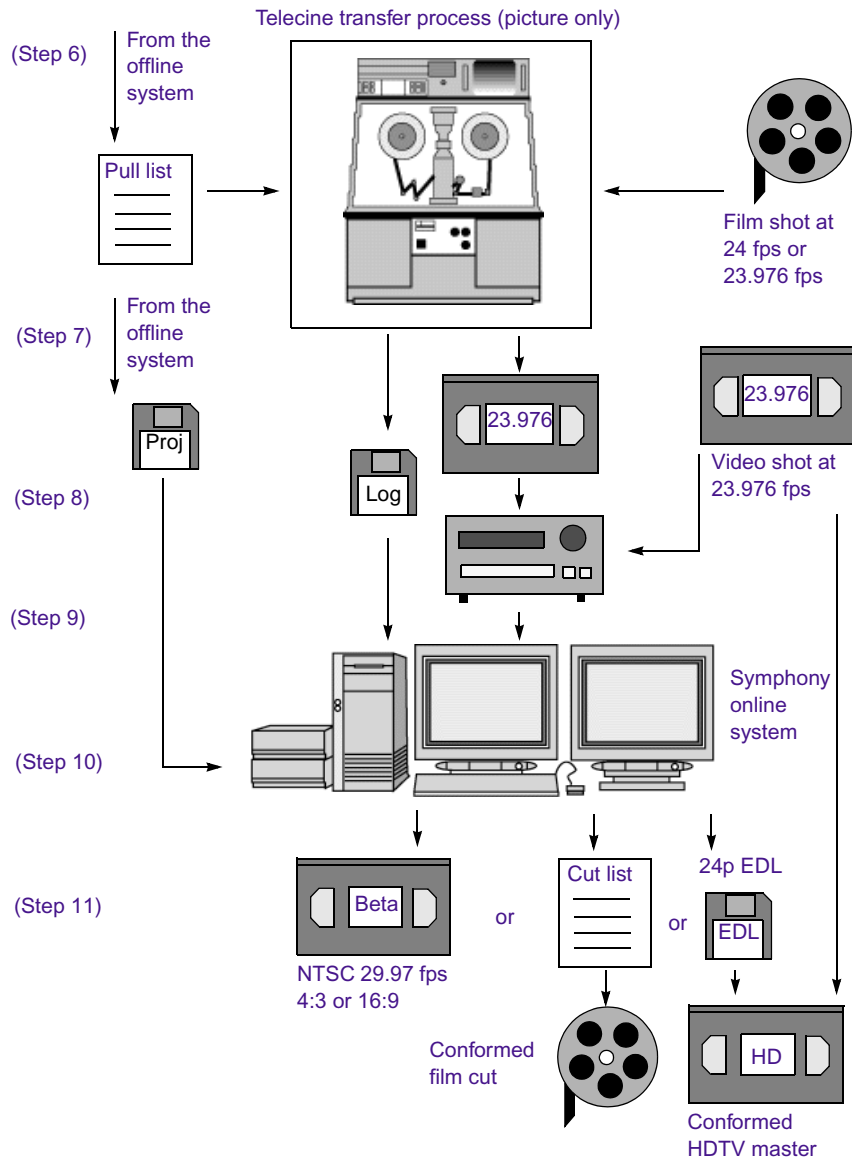 Telecine transfer process (picture only)
(Step 6)
From the
offline
system
Pull list
Film shot at
24 fps or
23.976 fps
(Step 7)
From the
offline
system
Proj
23.976
23.976
Video shot at
23.976 fps
(Step 8)
Log
(Step 9)
Symphony
online
system
(Step 10)
(Step 11)
Beta
NTSC 29.97 fps
4:3 or 16:9
or
Cut list
or
24p EDL
EDL
Conformed
film cut
HD
Conformed
HDTV master